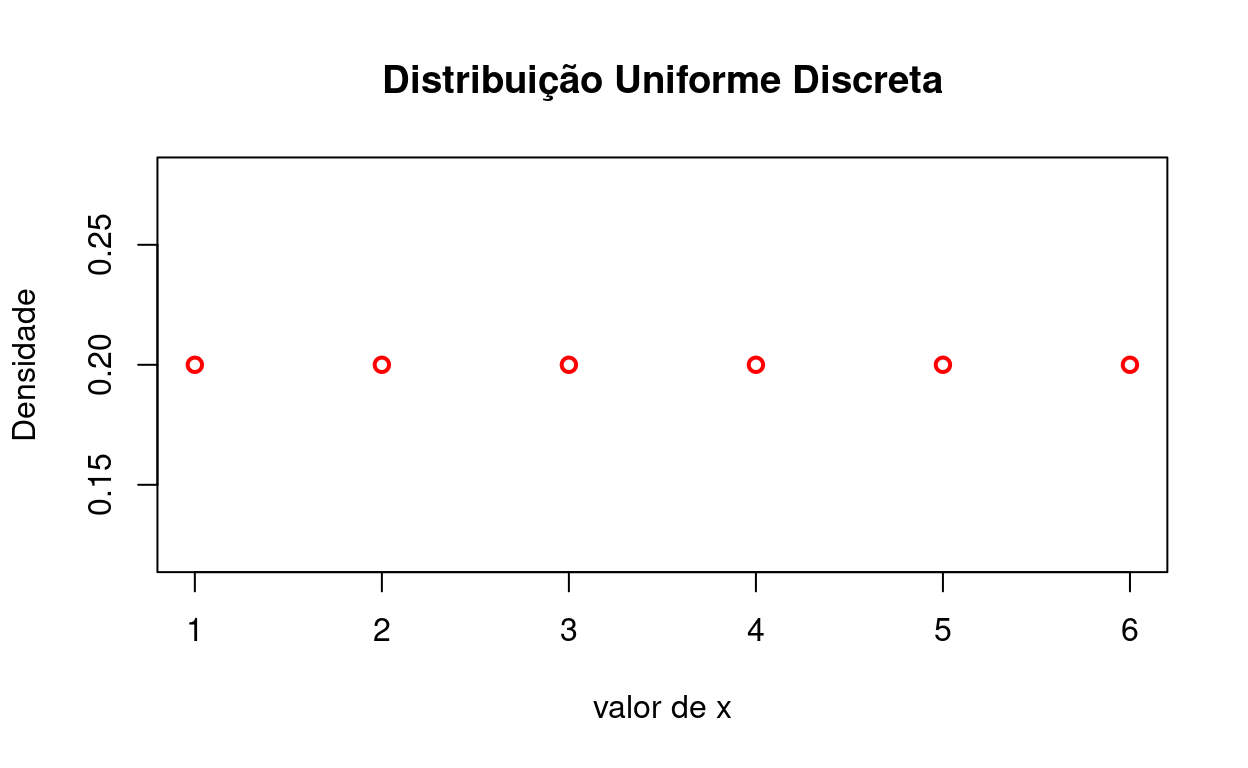 Distribuição Uniforme Discreta
Densidade
0.25
0.20
0.15
1 2 3 4 5 6
valor de x